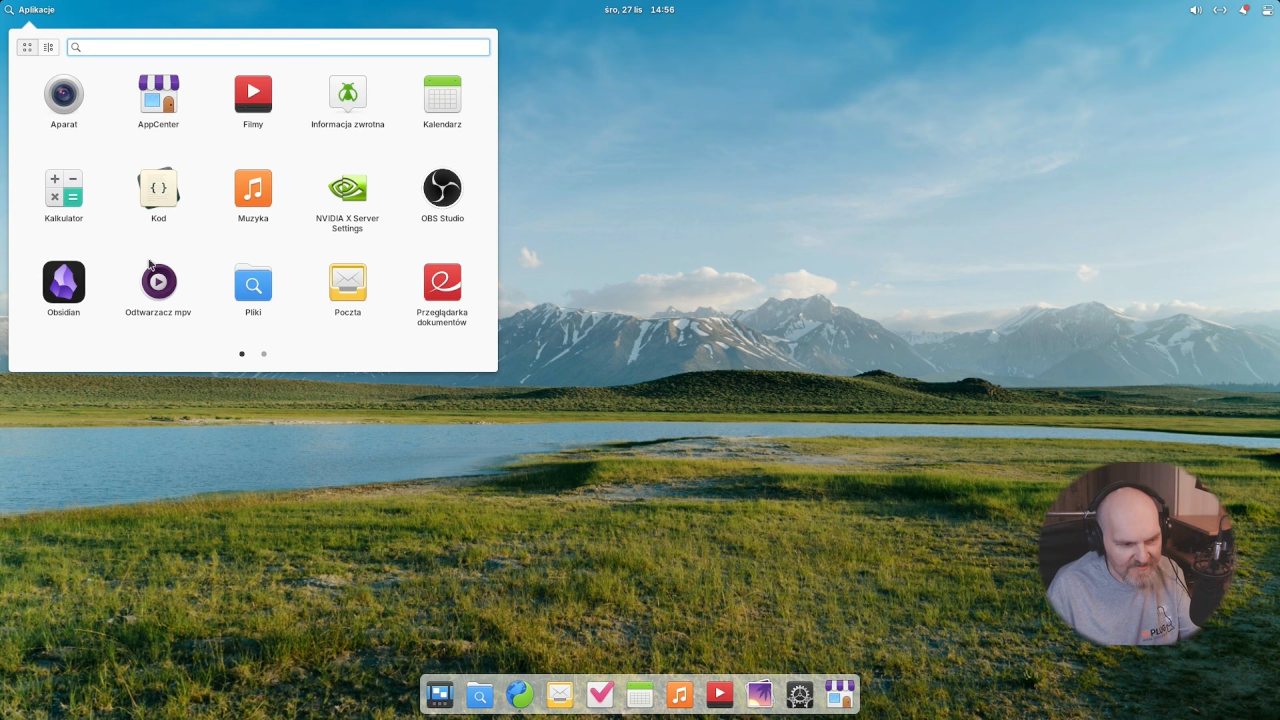 Aplikacje
śro, 27 lis 14:56
Aparat
AppCenter
Filmy
Informacja zwrotna
Kalendarz
Kalkulator
Kod
Muzyka
NVIDIA X Server
Settings
OBS Studio
Obsidian
Odtwarzacz mpv
Pliki
Poczta
Przeglądarka
dokumentów